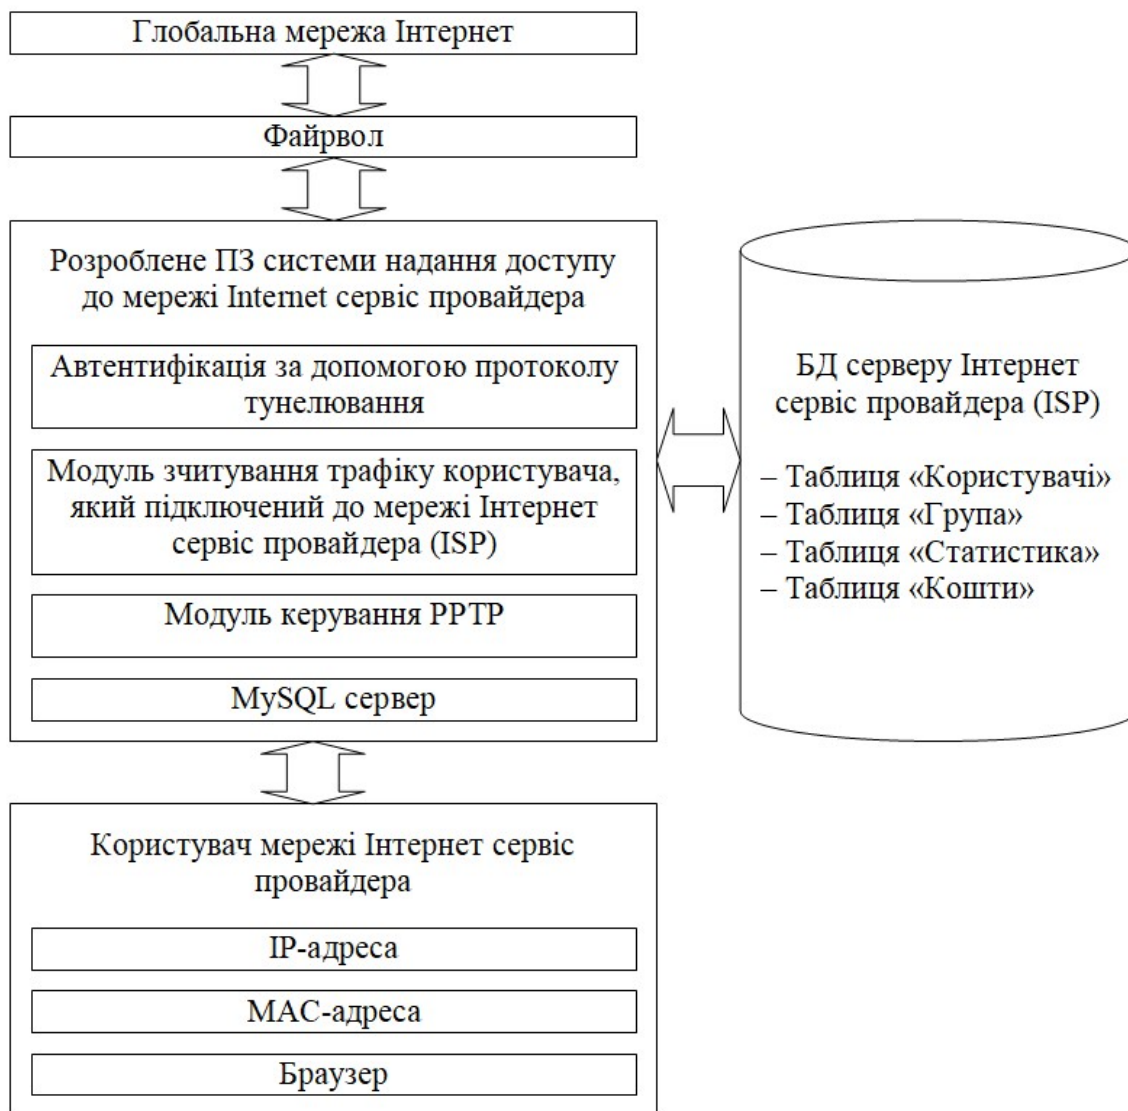 Глобальна мережа Інтернет
Файрвол
Розроблене ПЗ системи надання доступу
до мережі Internet сервіс провайдера
Автентифікація за допомогою протоколу
тунелювання
Модуль зчитування трафіку користувача,
який підключений до мережі Інтернет
сервіс провайдера (ISP)
Модуль керування PPTP
MySQL сервер
БД серверу Інтернет
сервіс провайдера (ISP)
– Таблиця «Користувачі»
– Таблиця «Група»
– Таблиця «Статистика»
– Таблиця «Кошти»
Користувач мережі Інтернет сервіс
провайдера
IP-адреса
MAC-адреса
Браузер